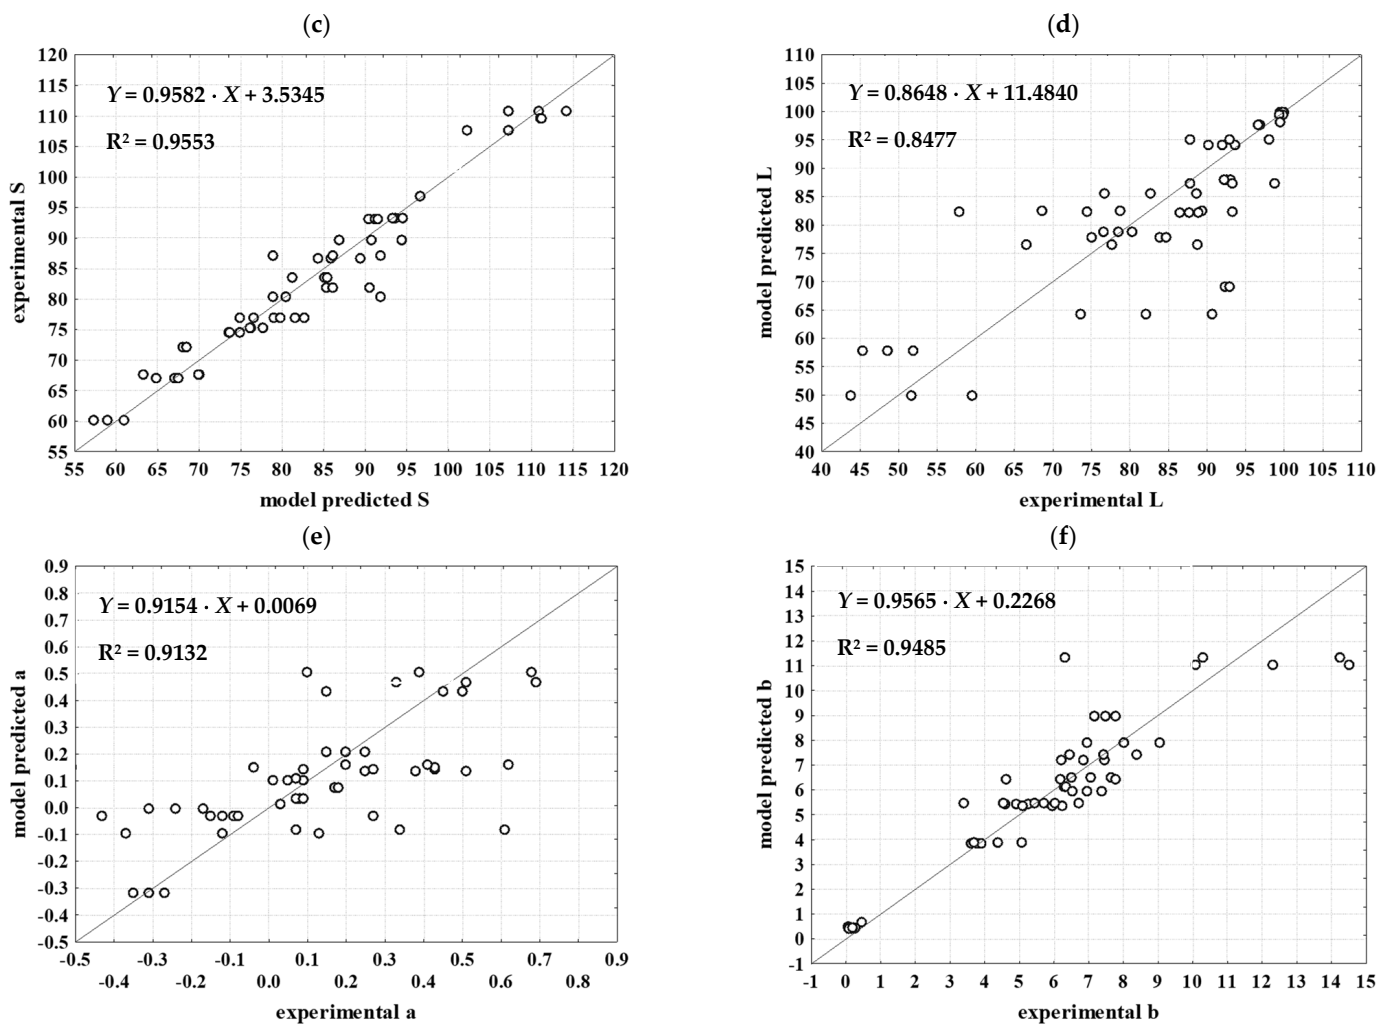 (c)
Y = 0.9582 · X + 3.5345
R² = 0.9553
120
115
110
105
100
95
90
85
80
75
70
65
60
55
experimental S
55 60 65 70 75 80 85 90 95 100 105 110 115 120
model predicted S
(d)
Y = 0.8648 · X + 11.4840
R² = 0.8477
110
105
100
95
90
85
80
75
70
65
60
55
50
45
40
model predicted L
40 45 50 55 60 65 70 75 80 85 90 95 100 105 110
experimental L
(e)
Y = 0.9154 · X + 0.0069
R² = 0.9132
0.9
0.8
0.7
0.6
0.5
0.4
0.3
0.2
0.1
0.0
-0.1
-0.2
-0.3
-0.4
-0.5
model predicted a
-0.5 -0.3 -0.1 0.1 0.3 0.5 0.7 0.9
-0.4 -0.2 0.0 0.2 0.4 0.6 0.8
experimental a
(f)
Y = 0.9565 · X + 0.2268
R² = 0.9485
15
14
13
12
11
10
9
8
7
6
5
4
3
2
1
0
-1
model predicted b
-1 0 1 2 3 4 5 6 7 8 9 10 11 12 13 14 15
experimental b